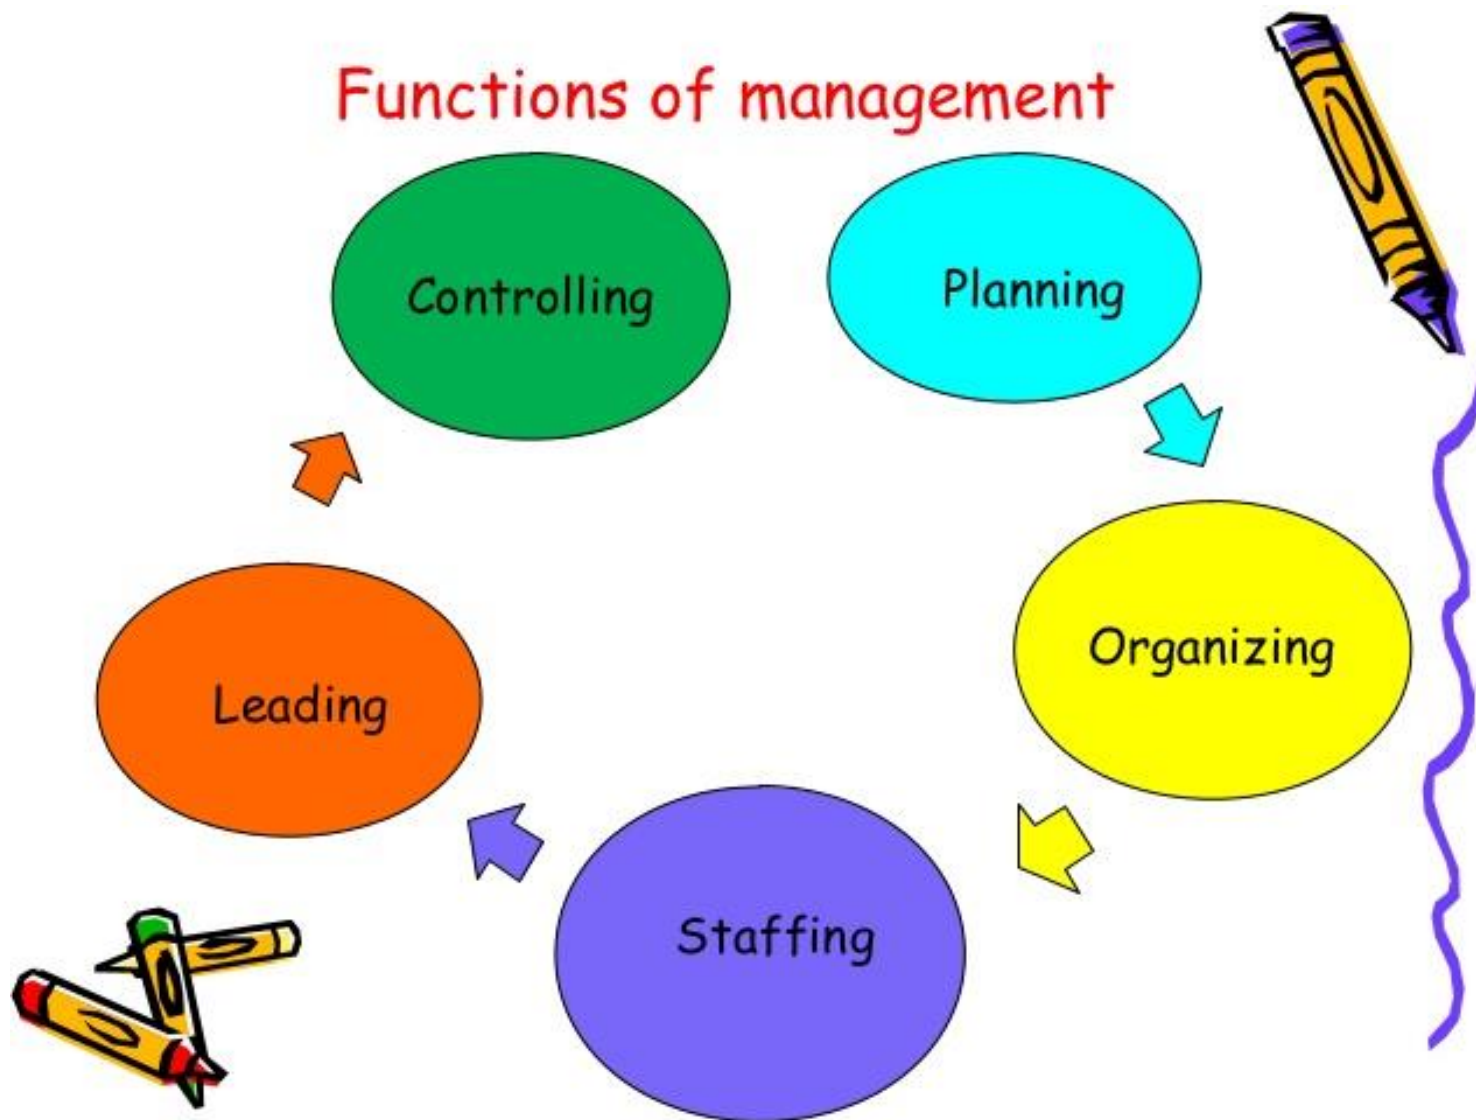 Functions of management
Controlling
Planning
Organizing
Leading
Staffing